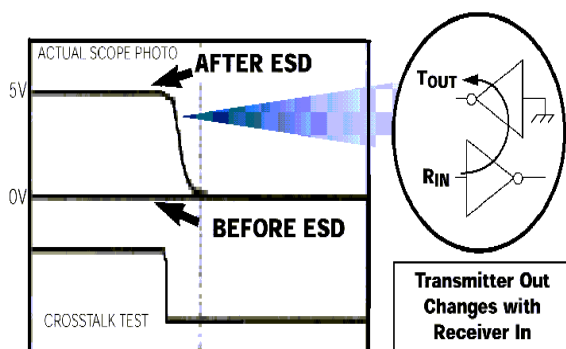 ACTUAL SCOPE PHOTO
AFTER ESD
5V
0V
BEFORE ESD
CROSSTALK TEST
TOUT
RIN
Transmitter Out
Changes with
Receiver In